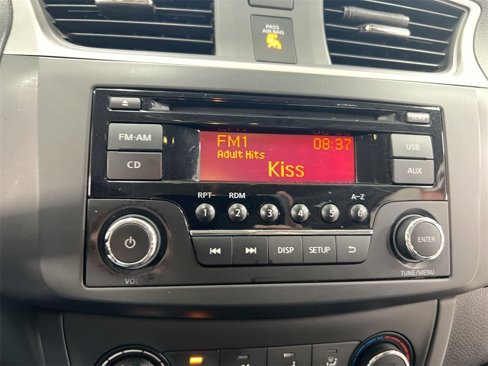 PASS
AIR BAG
FM-AM
CD
FM1 08:37
Adult Hits
Kiss
USB
AUX
RPT RDM A-Z
1 2 3 4 5 6
DISP SETUP
ENTER
VOL
TUNE/MENU